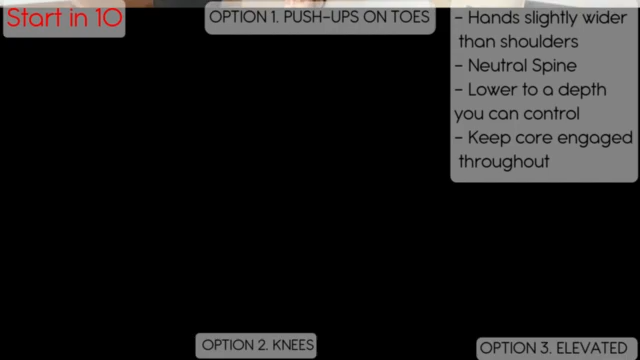 Start in 10
OPTION 1. PUSH-UPS ON TOES
- Hands slightly wider
than shoulders
- Neutral Spine
- Lower to a depth
you can control
- Keep core engaged
throughout
OPTION 2. KNEES
OPTION 3. ELEVATED